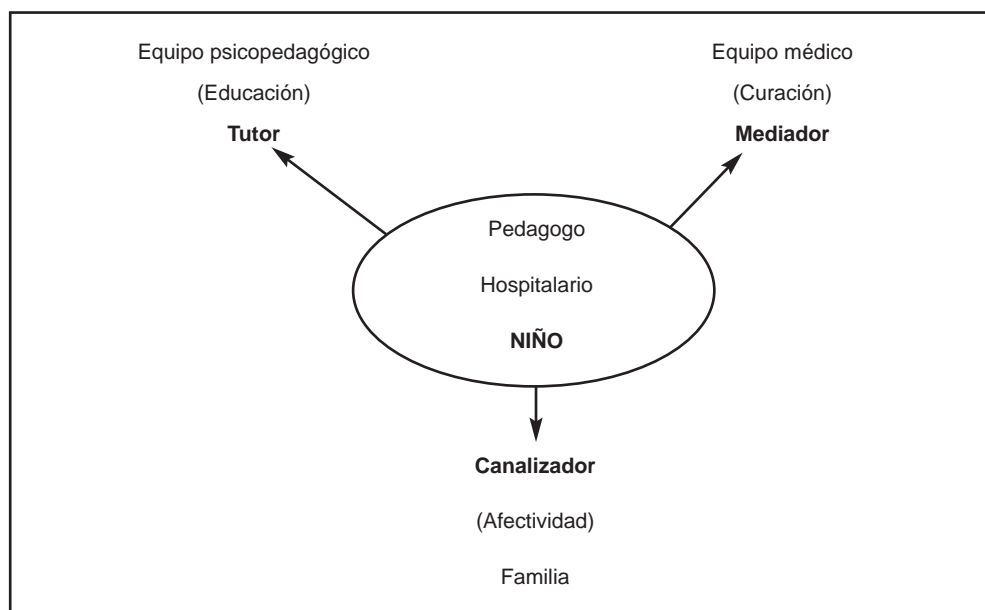 Equipo psicopedagógico
(Educación)
Tutor
Equipo médico
(Curación)
Mediador
Pedagogo
Hospitalario
NIÑO
Canalizador
(Afectividad)
Familia